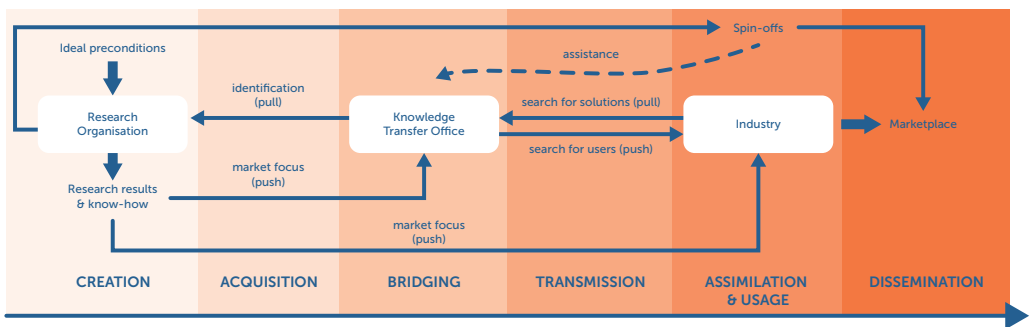 Spin-offs
Ideal preconditions
assistance
identification
(pull)
search for solutions (pull)
Research
Organisation
Knowledge
Transfer Office
Industry
Marketplace
search for users (push)
market focus
(push)
Research results
& know-how
market focus
(push)
CREATION
ACQUISITION
BRIDGING
TRANSMISSION
ASSIMILATION
& USAGE
DISSEMINATION